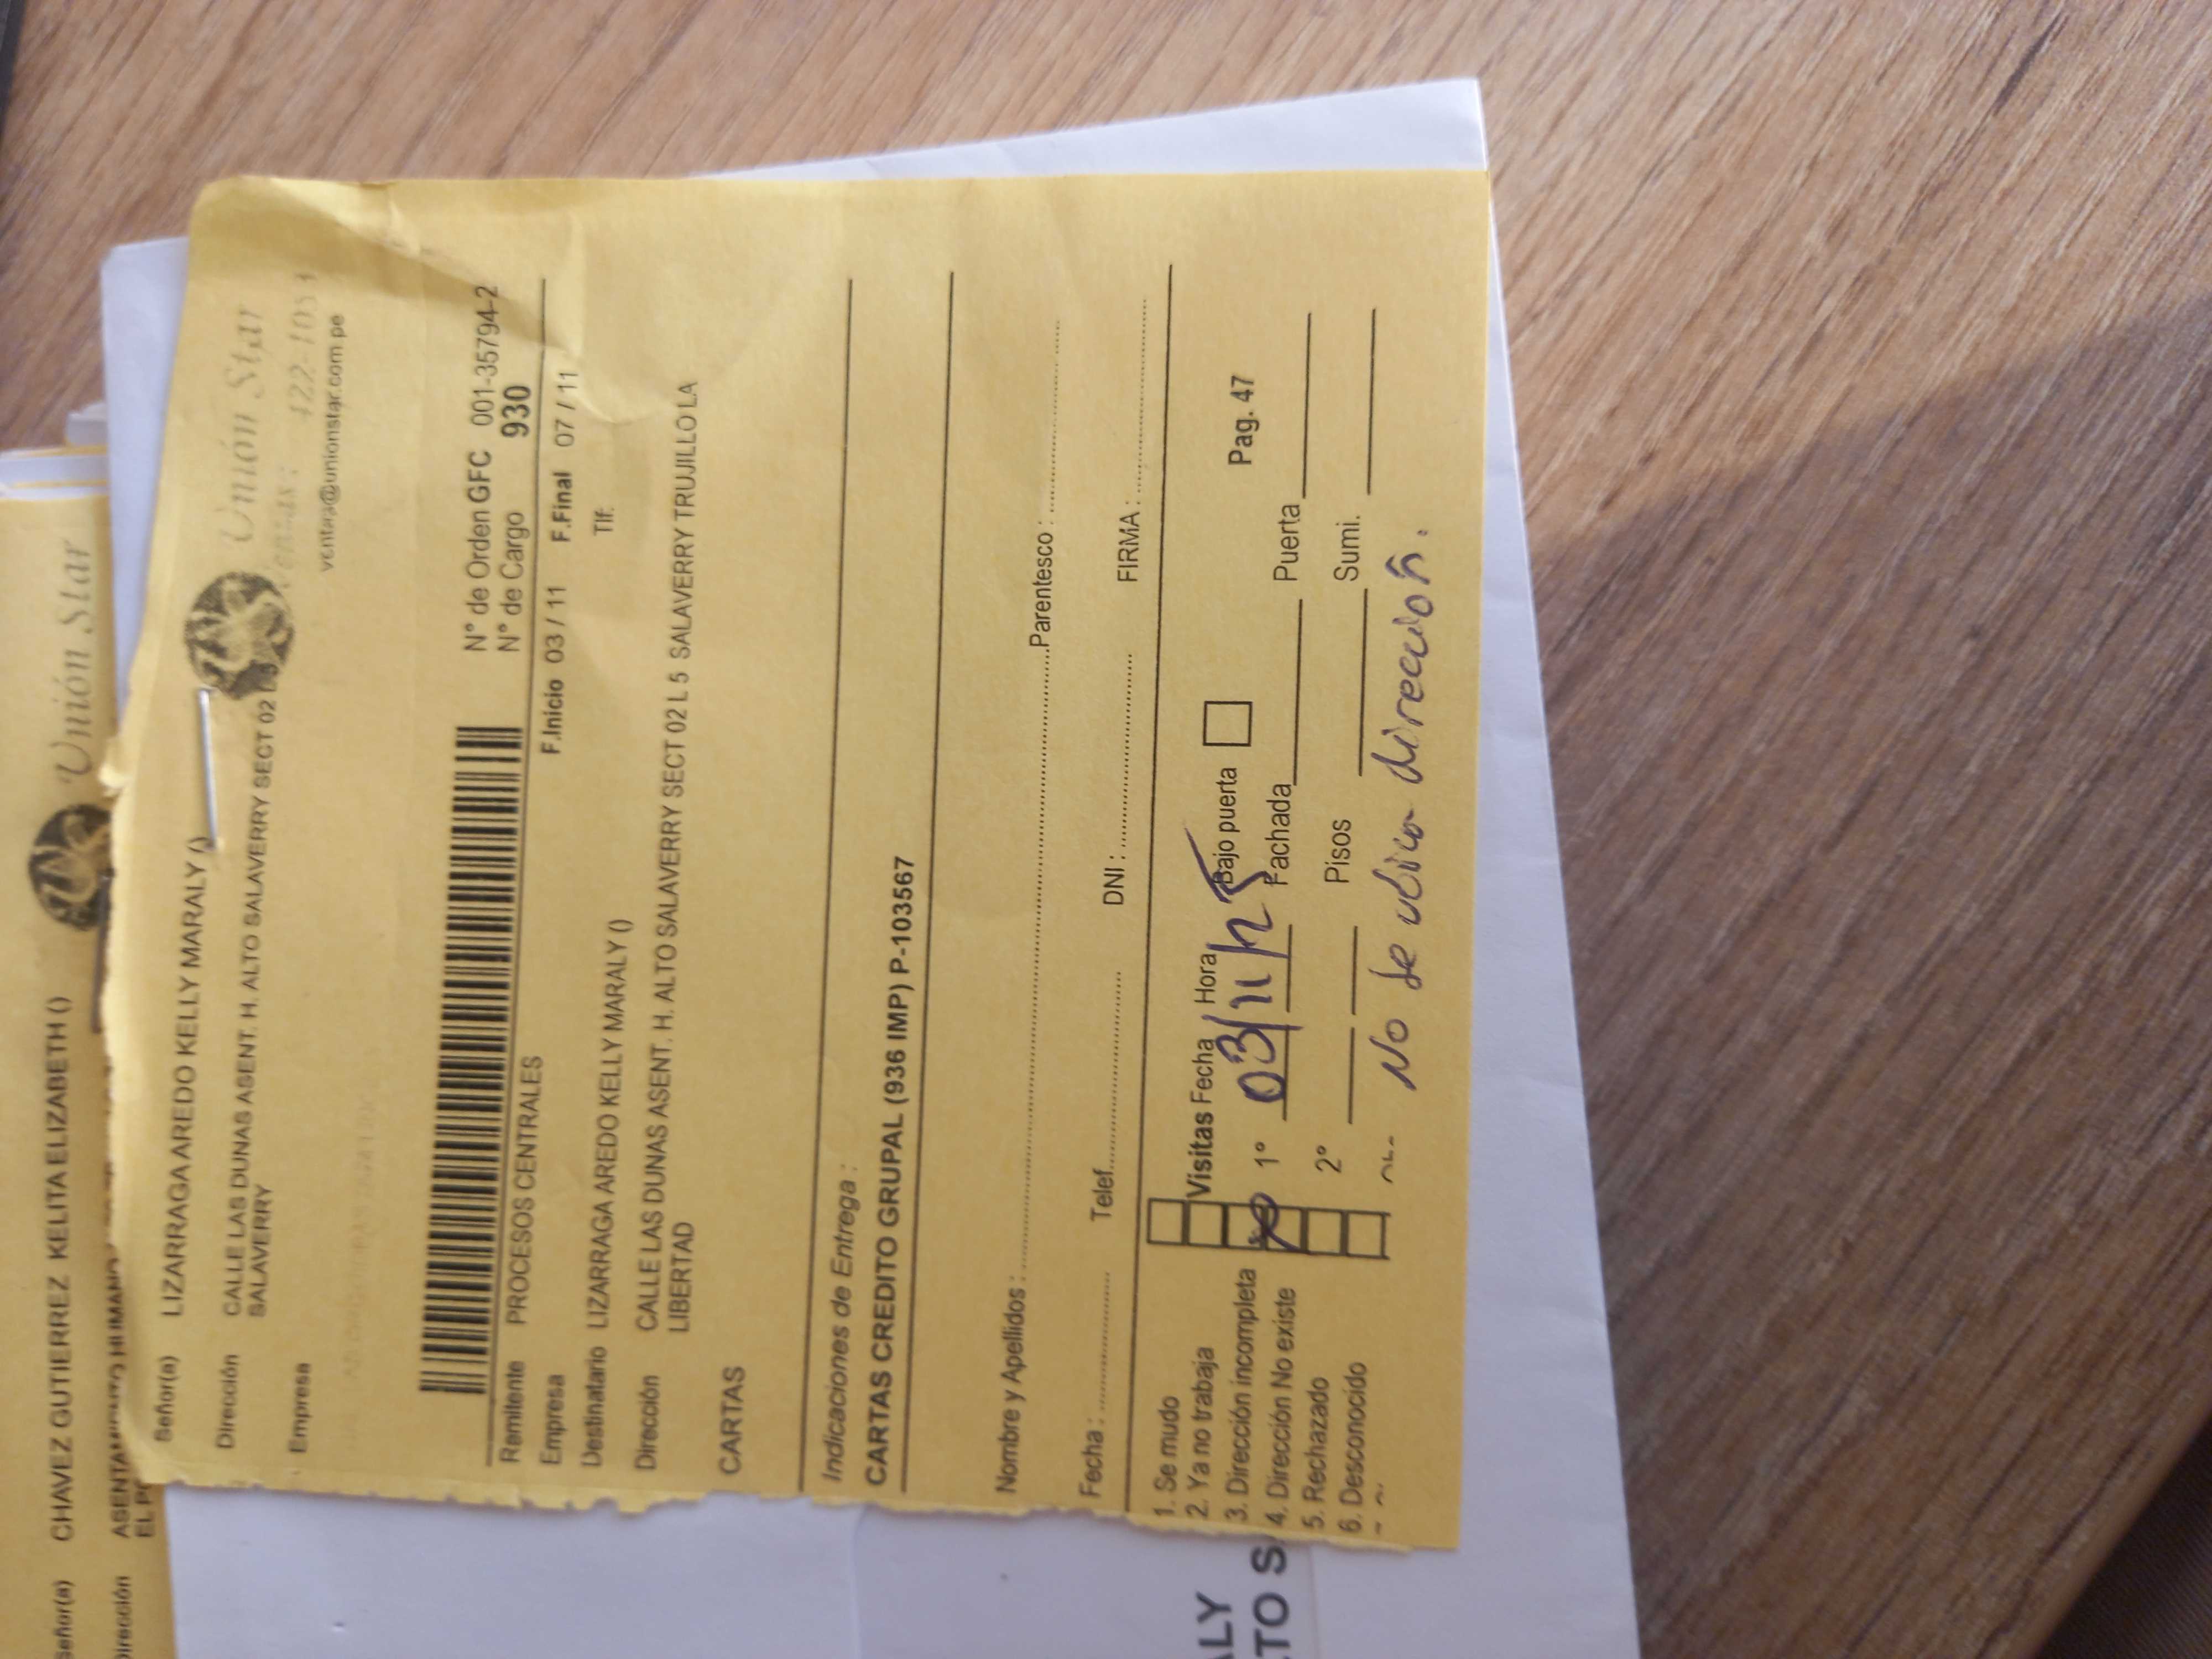 Señor(a) CHAVEZ GUTIERREZ KELITA ELIZABETH ()
Unión Star
Dirección ASENTAMIENTO HUMANO
Señor(a) LIZARRAGA AREDO KELLY MARALY ()
Unión Star
Dirección CALLE LAS DUNAS ASENT. H. ALTO SALAVERRY SECT 02 L
SALAVERRY
ventas@unionstar.com.pe
Empresa
N° de Orden GFC 001-35794-2
N° de Cargo 930
Remitente PROCESOS CENTRALES
Empresa
F.Inicio 03 / 11 F.Final 07 / 11
Destinatario LIZARRAGA AREDO KELLY MARALY ()
Tlf.
Dirección CALLE LAS DUNAS ASENT. H. ALTO SALAVERRY SECT 02 L 5 SALAVERRY TRUJILLO LA
LIBERTAD
CARTAS
Indicaciones de Entrega :
CARTAS CREDITO GRUPAL (936 IMP) P-103567
Nombre y Apellidos : Parentesco :
Fecha : Telef. DNI : FIRMA :
1. Se mudo
2. Ya no trabaja Visitas Fecha Hora Bajo puerta Pag. 47
3. Dirección incompleta 1° 03/11/25
4. Dirección No existe Fachada Puerta
5. Rechazado 2°
6. Desconocido Pisos Sumi.
No se ubico dirección.
ALY
LTO S